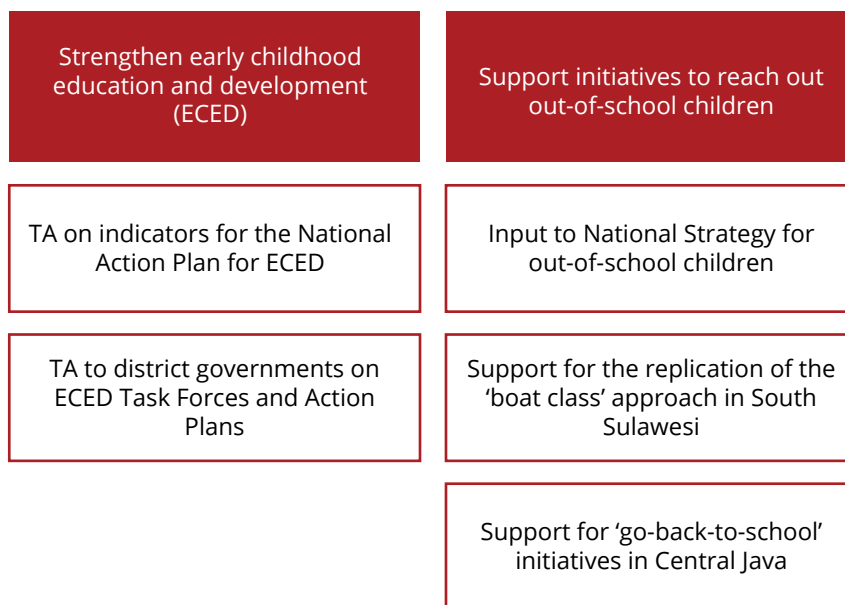 Strengthen early childhood
education and development
(ECED)
Support initiatives to reach out
out-of-school children
TA on indicators for the National
Action Plan for ECED
Input to National Strategy for
out-of-school children
TA to district governments on
ECED Task Forces and Action
Plans
Support for the replication of the
‘boat class’ approach in South
Sulawesi
Support for ‘go-back-to-school’
initiatives in Central Java